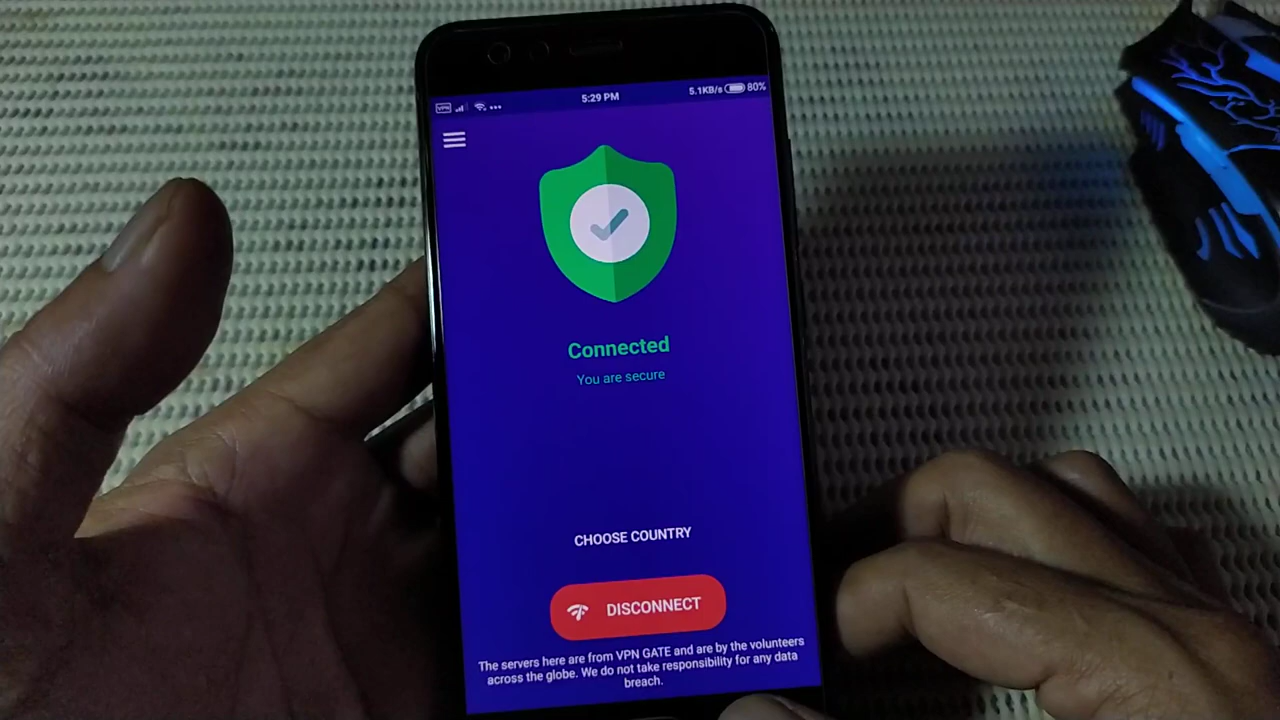 VPN 5:29 PM 5.1KB/s 80%
Connected
You are secure
CHOOSE COUNTRY
DISCONNECT
The servers here are from VPN GATE and are by the volunteers
across the globe. We do not take responsibility for any data
breach.